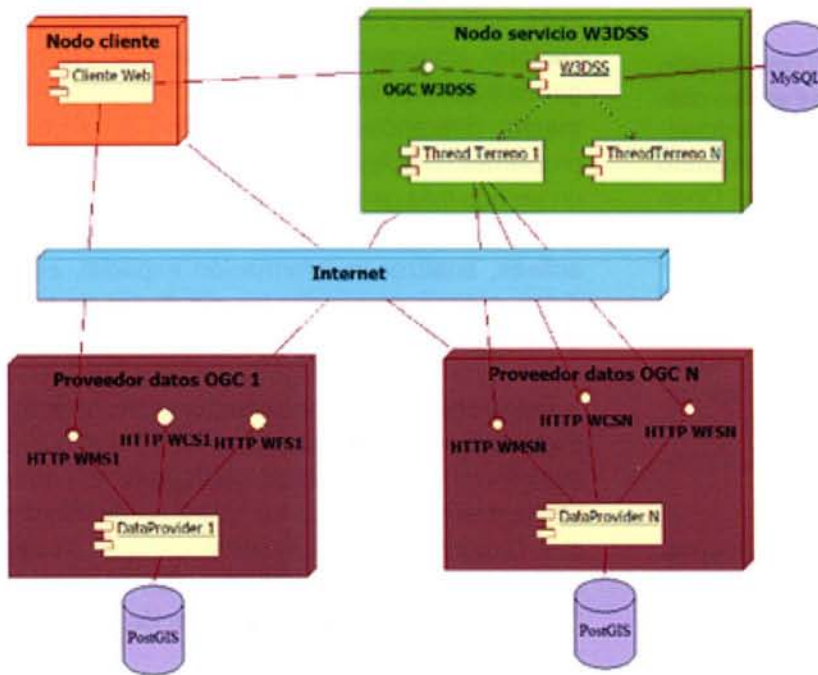 Nodo cliente
Cliente Web
Nodo servicio W3DSS
W3DSS
OGC W3DSS
MySQL
Thread Terreno 1
ThreadTerreno N
Internet
Proveedor datos OGC 1
HTTP WMS1
HTTP WCS1
HTTP WFS1
DataProvider 1
PostGIS
Proveedor datos OGC N
HTTP WMSN
HTTP WCSN
HTTP WFSN
DataProvider N
PostGIS